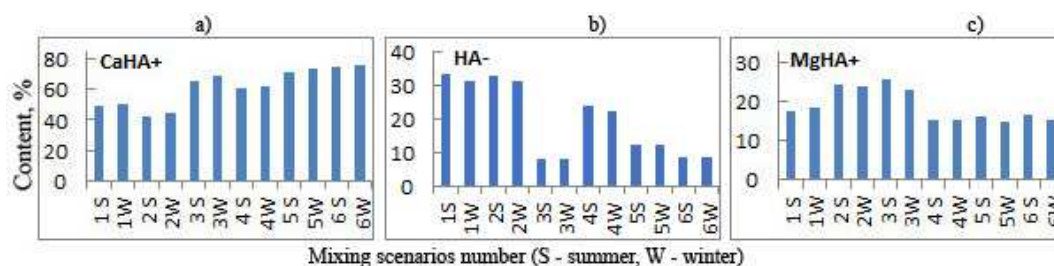 a) b) c)
Content, %
CaHA+
80
60
40
20
0
1 S 1W 2 S 2W 3 S 3W 4 S 4W 5 S 5W 6 S 6W
HA-
40
30
20
10
0
1S 1W 2S 2W 3S 3W 4S 4W 5S 5W 6S 6W
MgHA+
30
20
10
0
1 S 1W 2 S 2W 3 S 3W 4 S 4W 5 S 5W 6 S 6W
Mixing scenarios number (S - summer, W - winter)